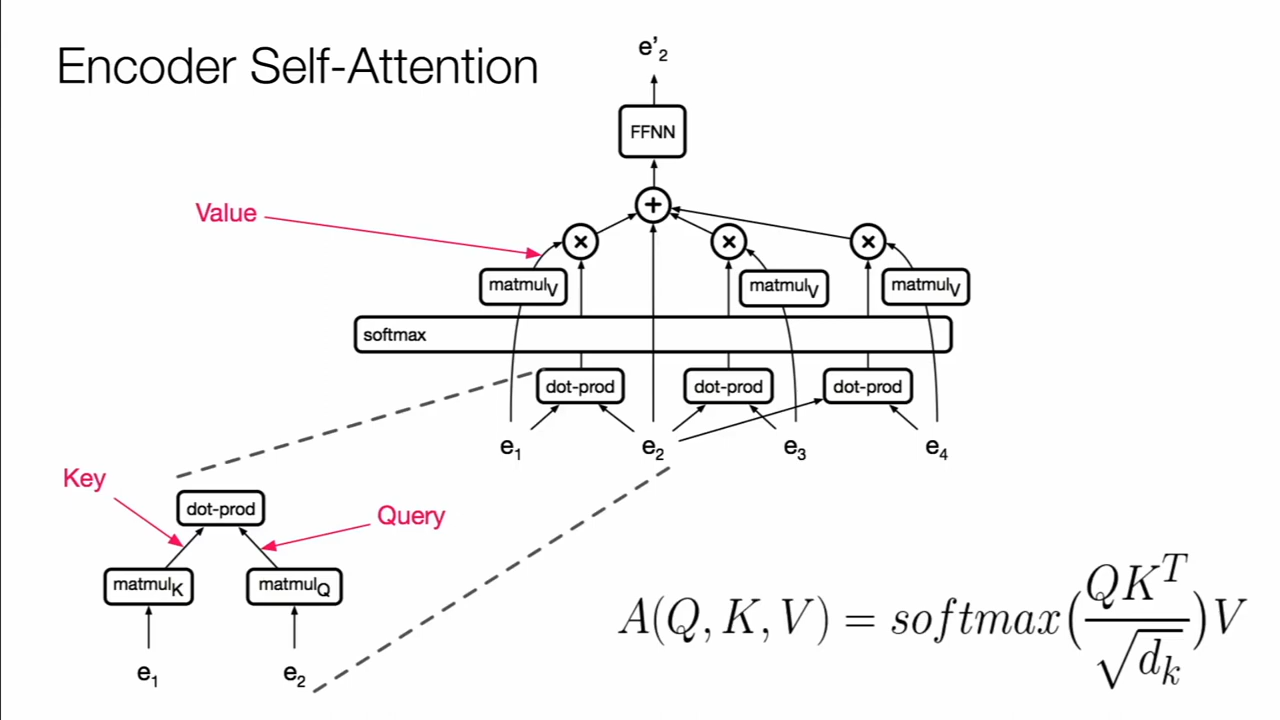 Encoder Self-Attention
e'₂
FFNN
+
Value
× × ×
matmulV matmulV matmulV
softmax
dot-prod dot-prod dot-prod
e₁ e₂ e₃ e₄
Key
dot-prod
Query
matmulK matmulQ
e₁ e₂
A(Q, K, V) = softmax(QK^T/√d_k)V